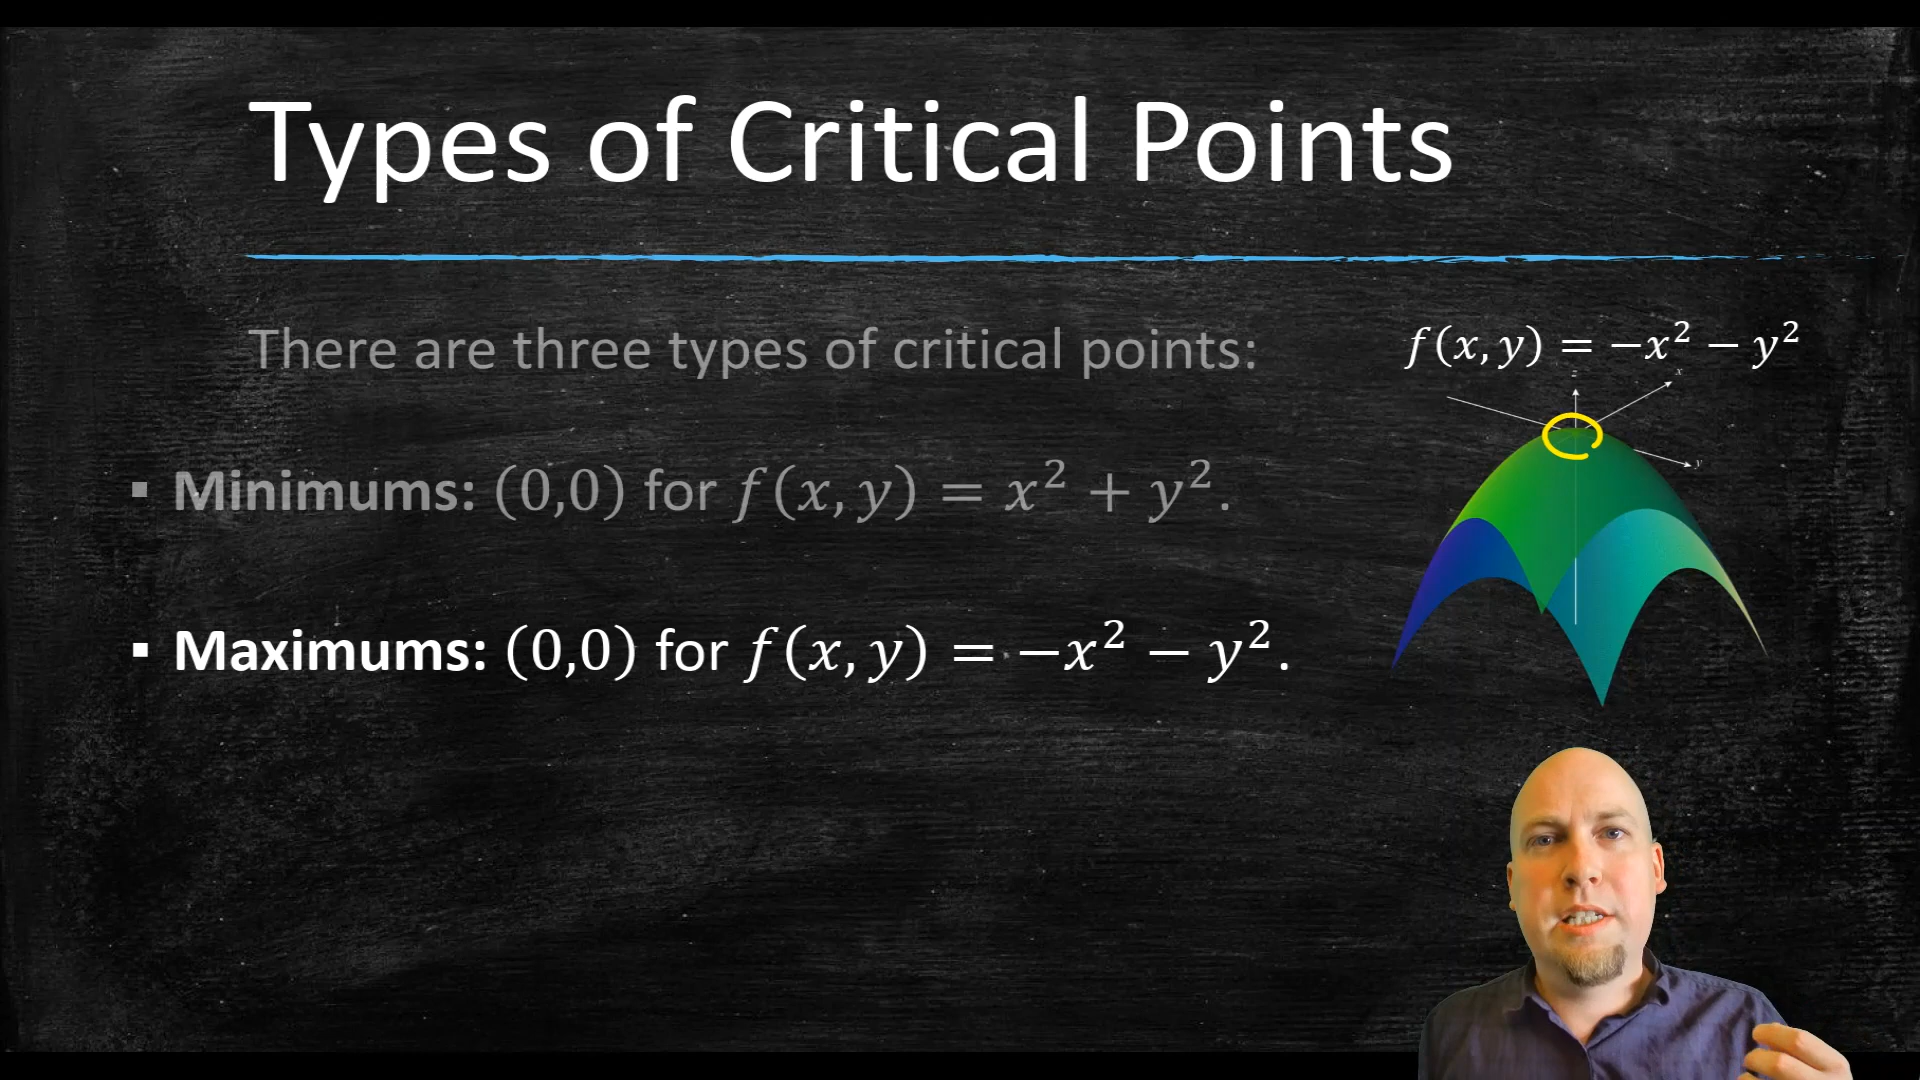 Types of Critical Points
There are three types of critical points:
f(x, y) = −x² − y²
z
x
y
▪ Minimums: (0,0) for f(x, y) = x² + y².
▪ Maximums: (0,0) for f(x, y) = −x² − y².